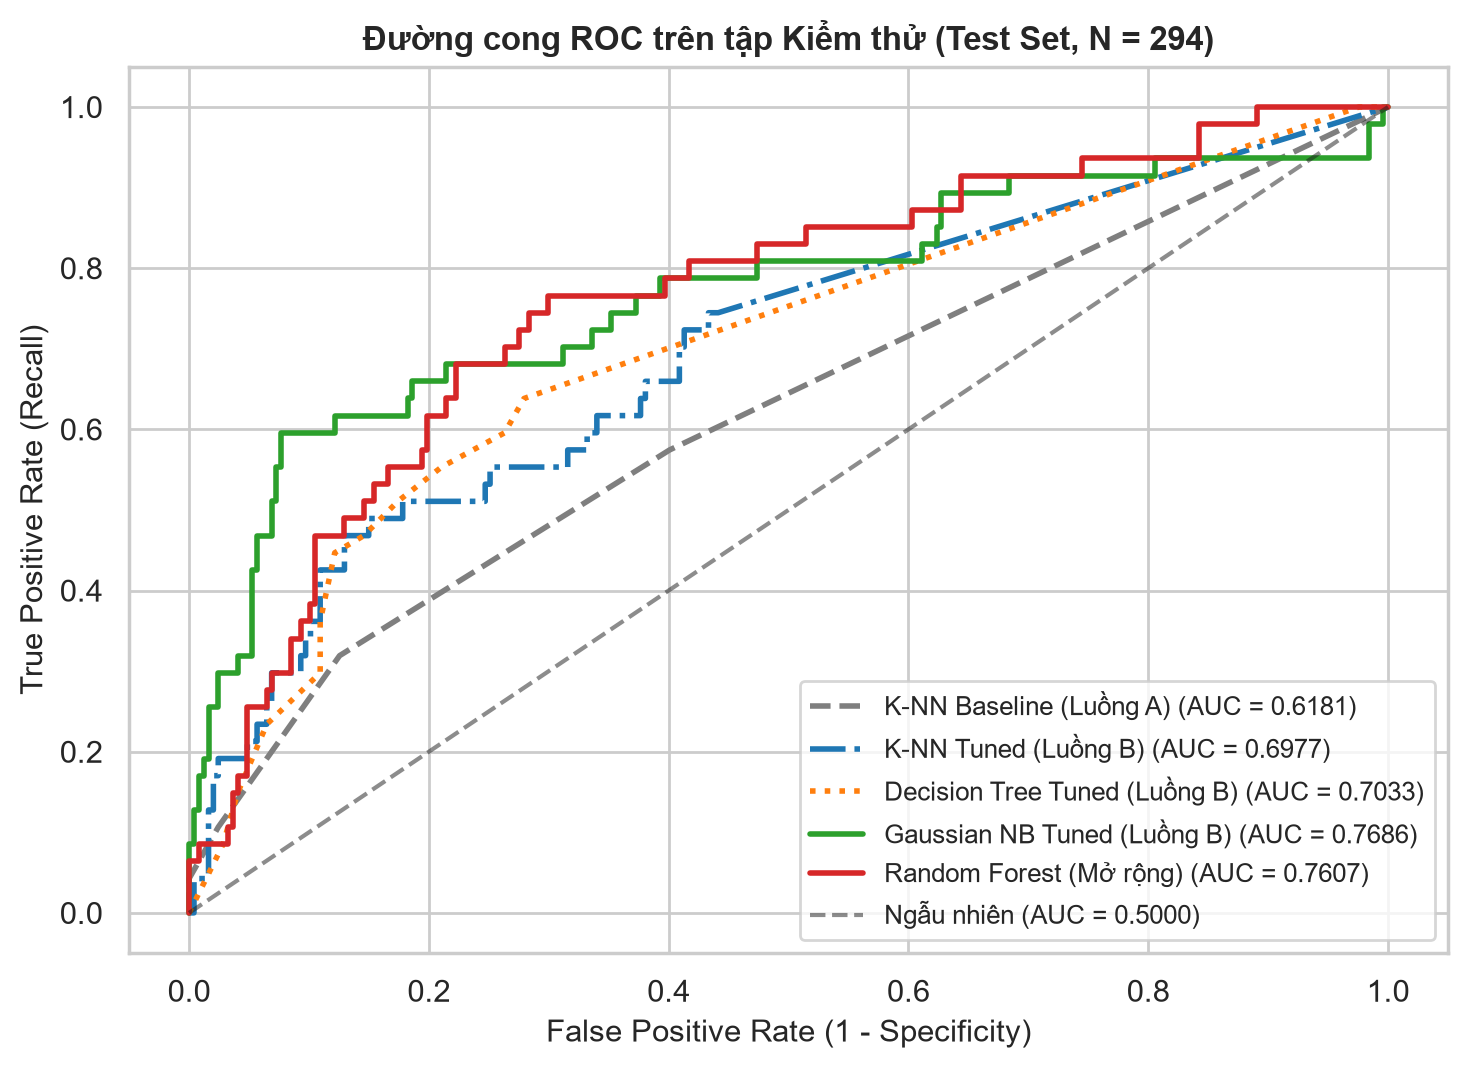 Đường cong ROC trên tập Kiểm thử (Test Set, N = 294)
True Positive Rate (Recall)
1.0
0.8
0.6
0.4
0.2
0.0
K-NN Baseline (Luồng A) (AUC = 0.6181)
K-NN Tuned (Luồng B) (AUC = 0.6977)
Decision Tree Tuned (Luồng B) (AUC = 0.7033)
Gaussian NB Tuned (Luồng B) (AUC = 0.7686)
Random Forest (Mở rộng) (AUC = 0.7607)
Ngẫu nhiên (AUC = 0.5000)
0.0 0.2 0.4 0.6 0.8 1.0
False Positive Rate (1 - Specificity)